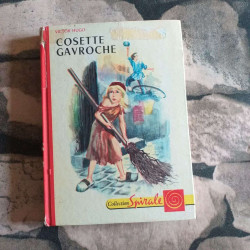 VICTOR HUGO
COSETTE
GAVROCHE
Collection Spirale